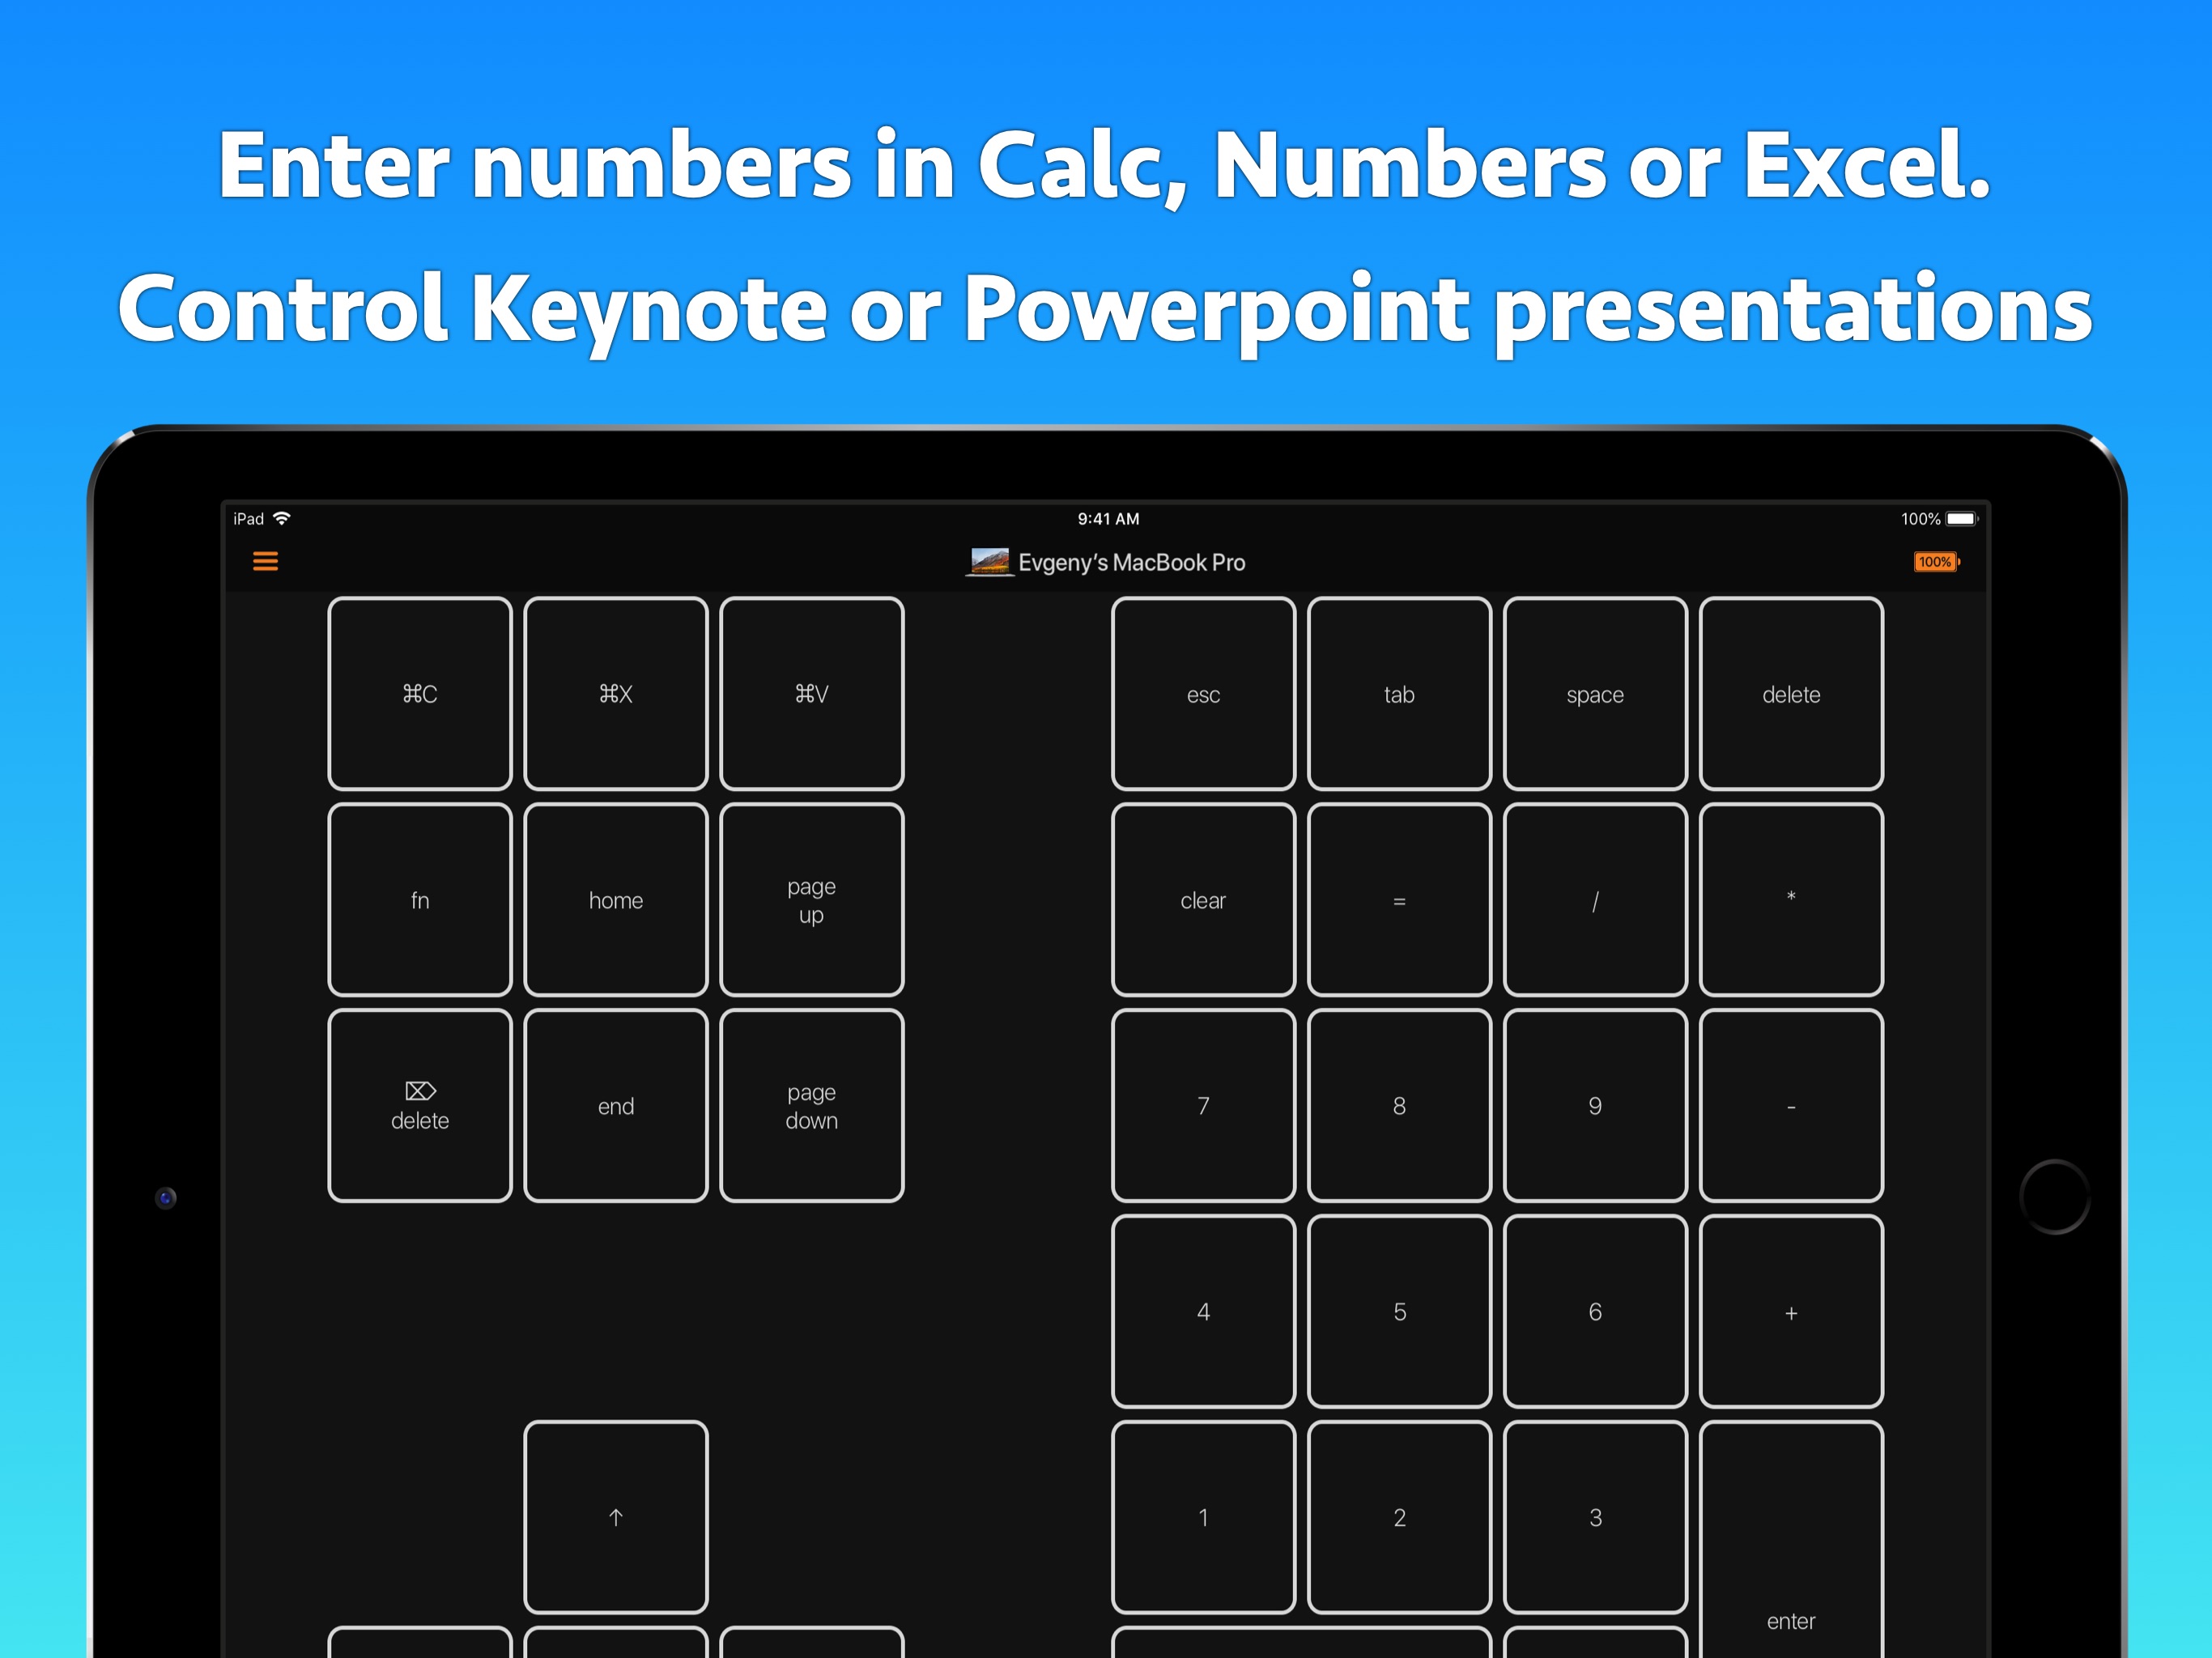 Enter numbers in Calc, Numbers or Excel.
Control Keynote or Powerpoint presentations
iPad 9:41 AM 100%
Evgeny’s MacBook Pro 100%
⌘C ⌘X ⌘V esc tab space delete
fn home page up clear = / *
⌦ delete end page down 7 8 9 -
4 5 6 +
↑ 1 2 3
enter